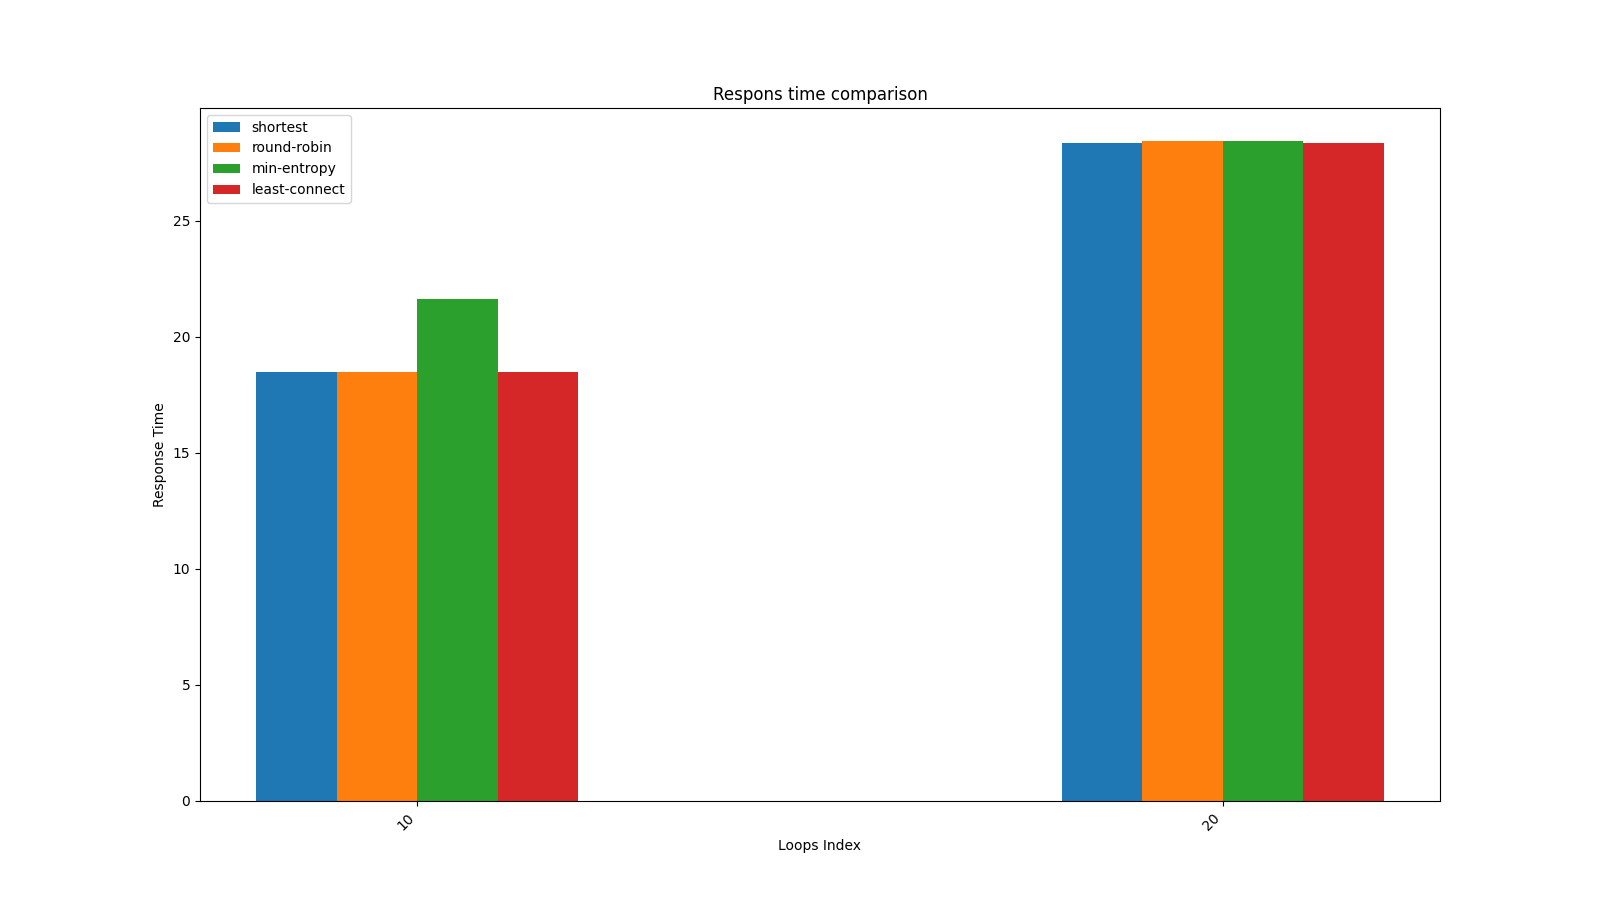 Respons time comparison
shortest
round-robin
min-entropy
least-connect
25
20
15
10
5
0
Response Time
10
20
Loops Index